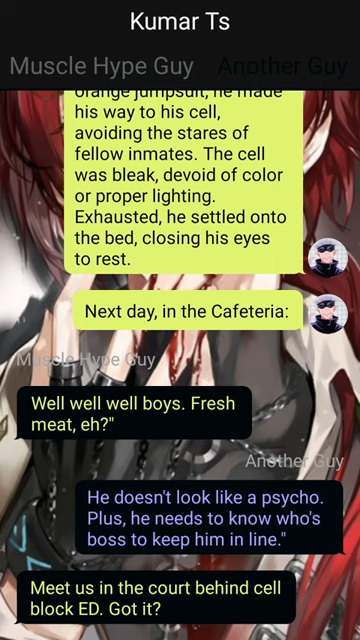 Kumar Ts
Muscle Hype Guy Another Guy
orange jumpsuit, he made
his way to his cell,
avoiding the stares of
fellow inmates. The cell
was bleak, devoid of color
or proper lighting.
Exhausted, he settled onto
the bed, closing his eyes
to rest.
Next day, in the Cafeteria:
Muscle Hype Guy
Well well well boys. Fresh
meat, eh?"
Another Guy
He doesn't look like a psycho.
Plus, he needs to know who's
boss to keep him in line."
Meet us in the court behind cell
block ED. Got it?